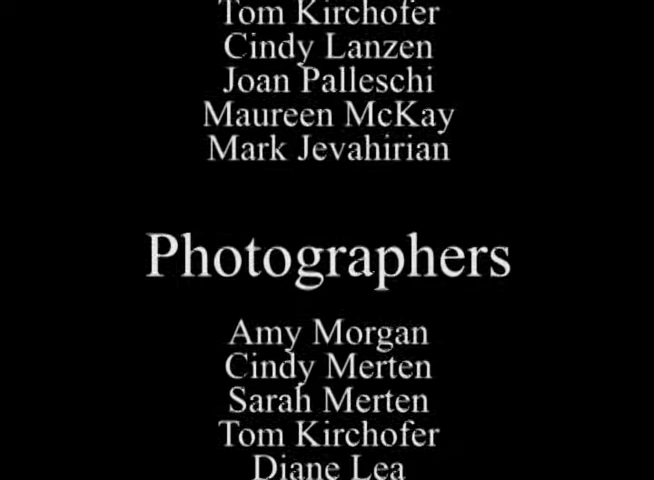 Tom Kirchofer
Cindy Lanzen
Joan Palleschi
Maureen McKay
Mark Jevahirian
Photographers
Amy Morgan
Cindy Merten
Sarah Merten
Tom Kirchofer
Diane Lea